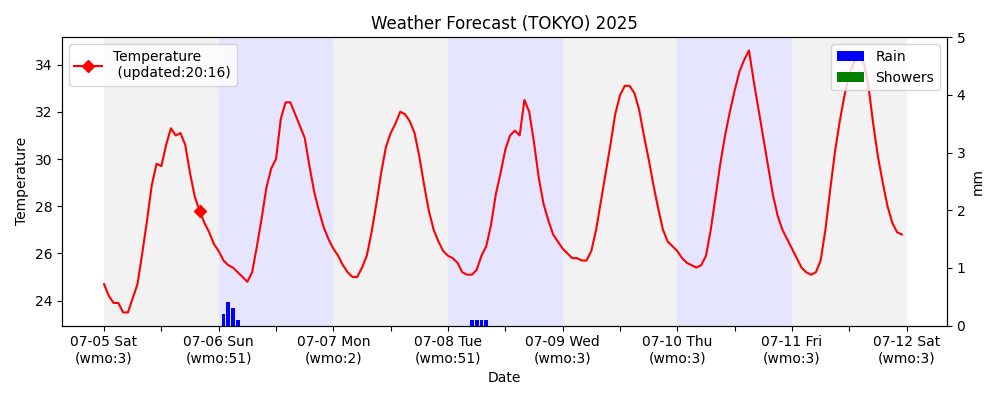 Weather Forecast (TOKYO) 2025
Temperature
(updated:20:16)
Rain
Showers
34
32
30
28
26
24
Temperature
5
4
3
2
1
0
mm
07-05 Sat
(wmo:3)
07-06 Sun
(wmo:51)
07-07 Mon
(wmo:2)
07-08 Tue
(wmo:51)
07-09 Wed
(wmo:3)
07-10 Thu
(wmo:3)
07-11 Fri
(wmo:3)
07-12 Sat
(wmo:3)
Date